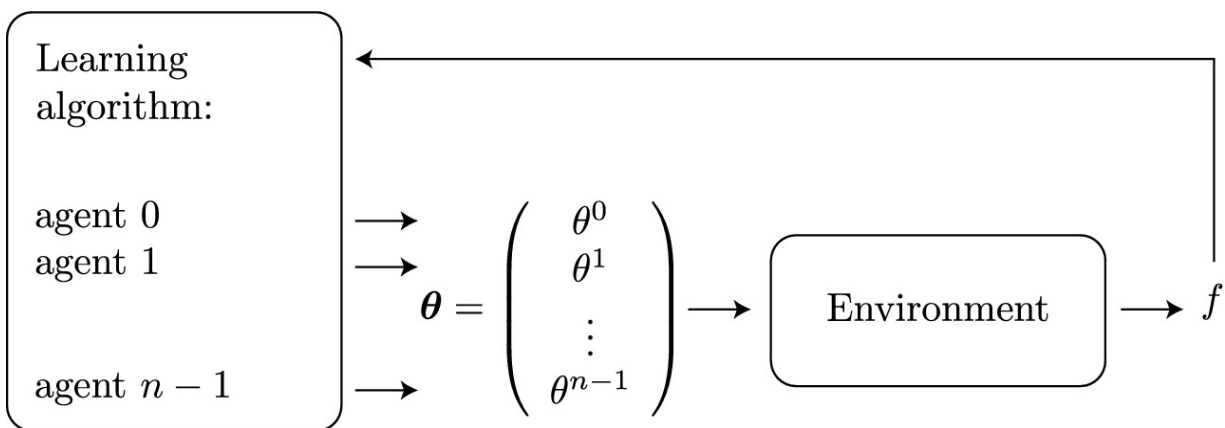 Learning
algorithm:
agent 0
agent 1
agent n − 1
𝜽 =
θ⁰
θ¹
⋮
θⁿ⁻¹
Environment
f